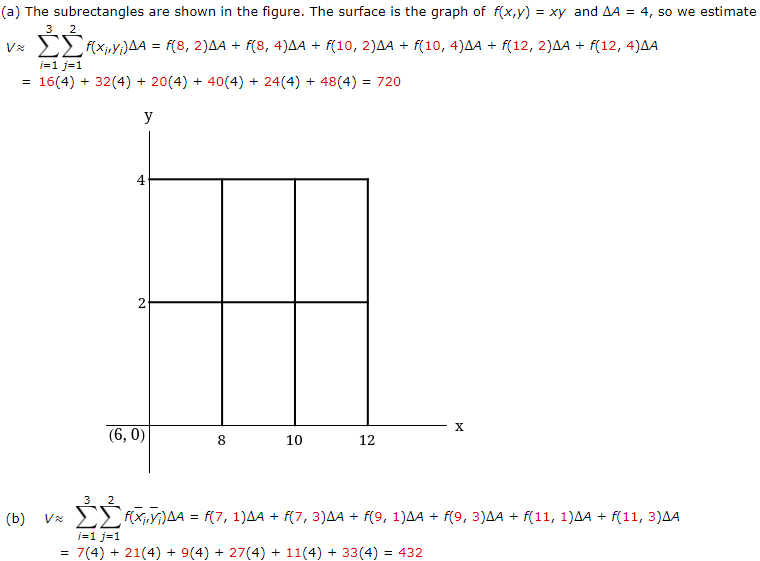 (a) The subrectangles are shown in the figure. The surface is the graph of f(x,y) = xy and ΔA = 4, so we estimate
3 2
V≈ ∑∑f(xᵢ,yⱼ)ΔA = f(8, 2)ΔA + f(8, 4)ΔA + f(10, 2)ΔA + f(10, 4)ΔA + f(12, 2)ΔA + f(12, 4)ΔA
i=1 j=1
= 16(4) + 32(4) + 20(4) + 40(4) + 24(4) + 48(4) = 720
y
4
2
x
(6, 0)
8 10 12
3 2
(b) V≈ ∑∑f(x̄ᵢ,ȳⱼ)ΔA = f(7, 1)ΔA + f(7, 3)ΔA + f(9, 1)ΔA + f(9, 3)ΔA + f(11, 1)ΔA + f(11, 3)ΔA
i=1 j=1
= 7(4) + 21(4) + 9(4) + 27(4) + 11(4) + 33(4) = 432